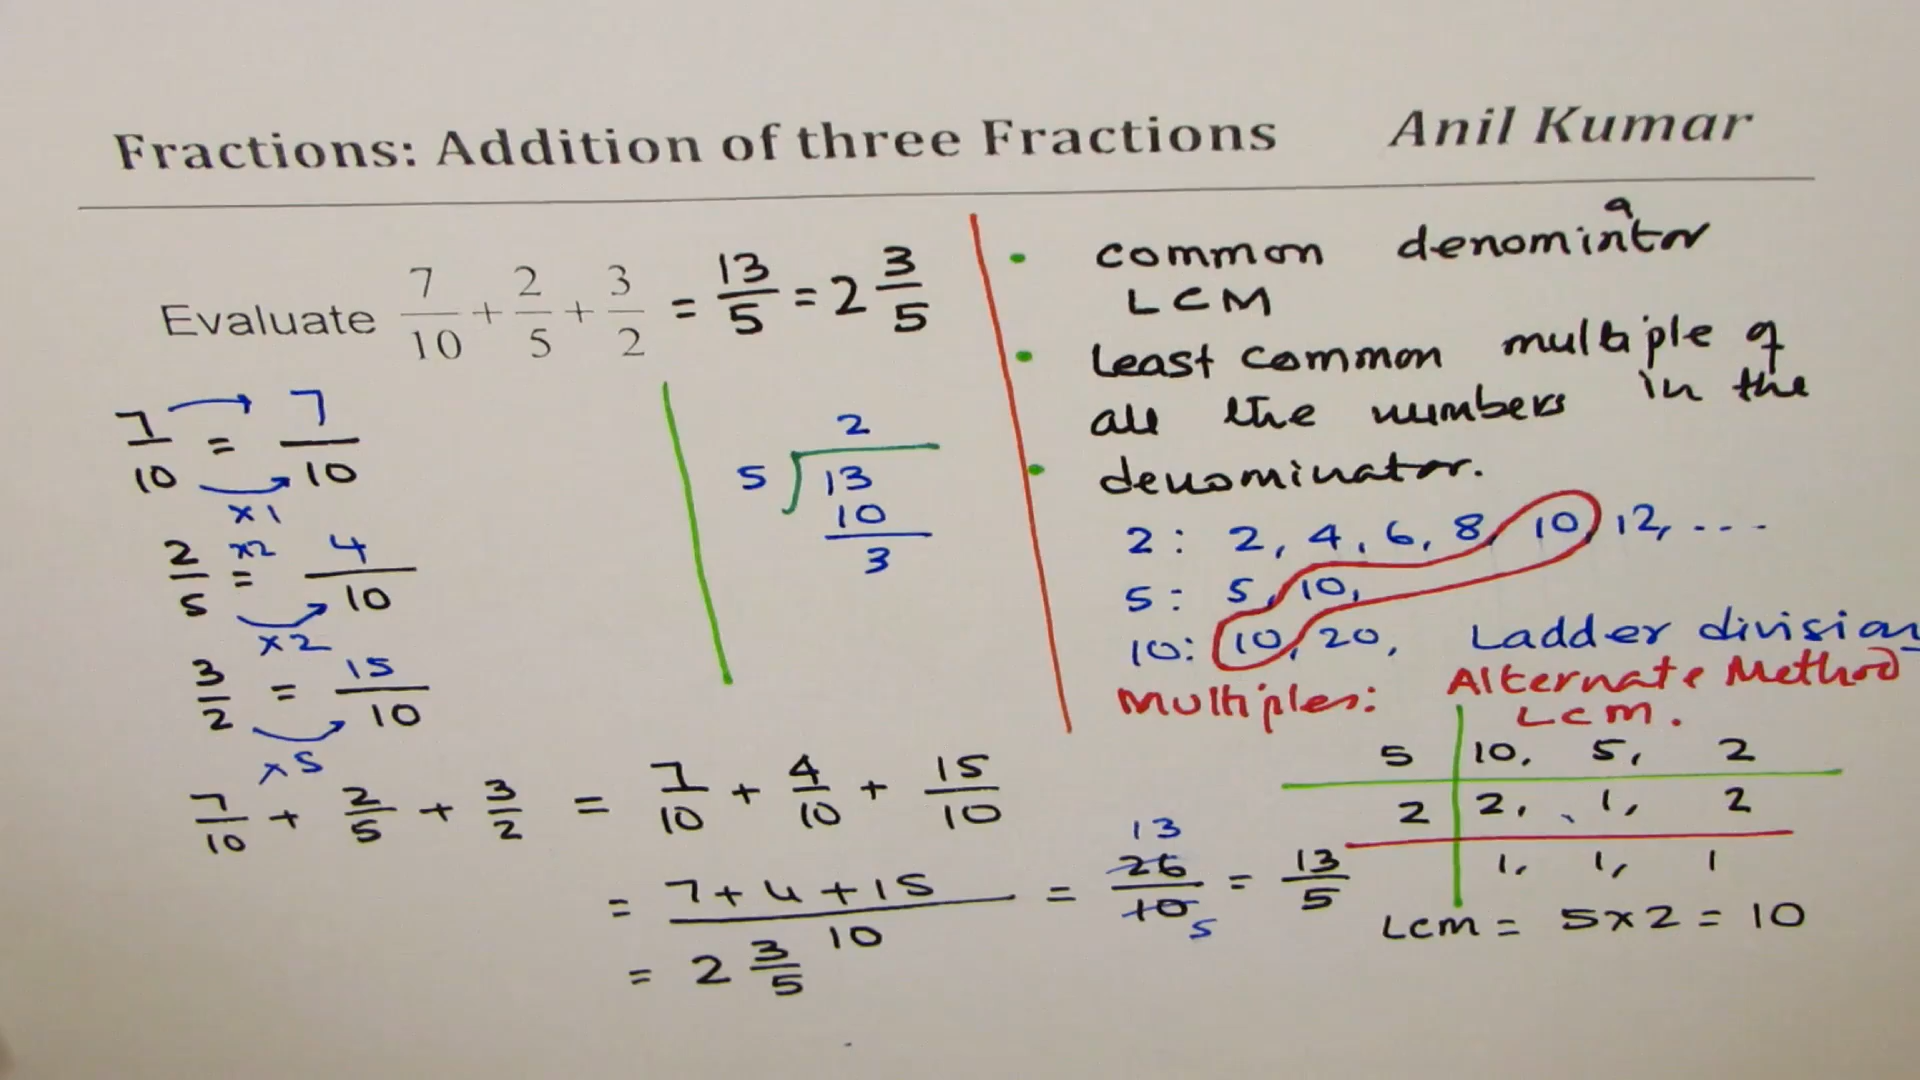 Fractions: Addition of three Fractions Anil Kumar
Evaluate 7/10 + 2/5 + 3/2 = 13/5 = 2 3/5
7/10 = 7/10
×1
2/5 ×2 = 4/10
×2
3/2 = 15/10
×5
2
5 13
10
3
7/10 + 2/5 + 3/2 = 7/10 + 4/10 + 15/10
= 7+4+15/10 = 26/10 13 5 = 13/5
= 2 3/5
• common denominator
LCM
• Least common multiple of
all the numbers in the
• denominator.
2: 2, 4, 6, 8, 10, 12, ...
5: 5, 10,
10: 10, 20,
Multiples:
Ladder division
Alternate Method
LCM.
5 10, 5, 2
2 2, 1, 2
1, 1, 1
LCM = 5×2 = 10